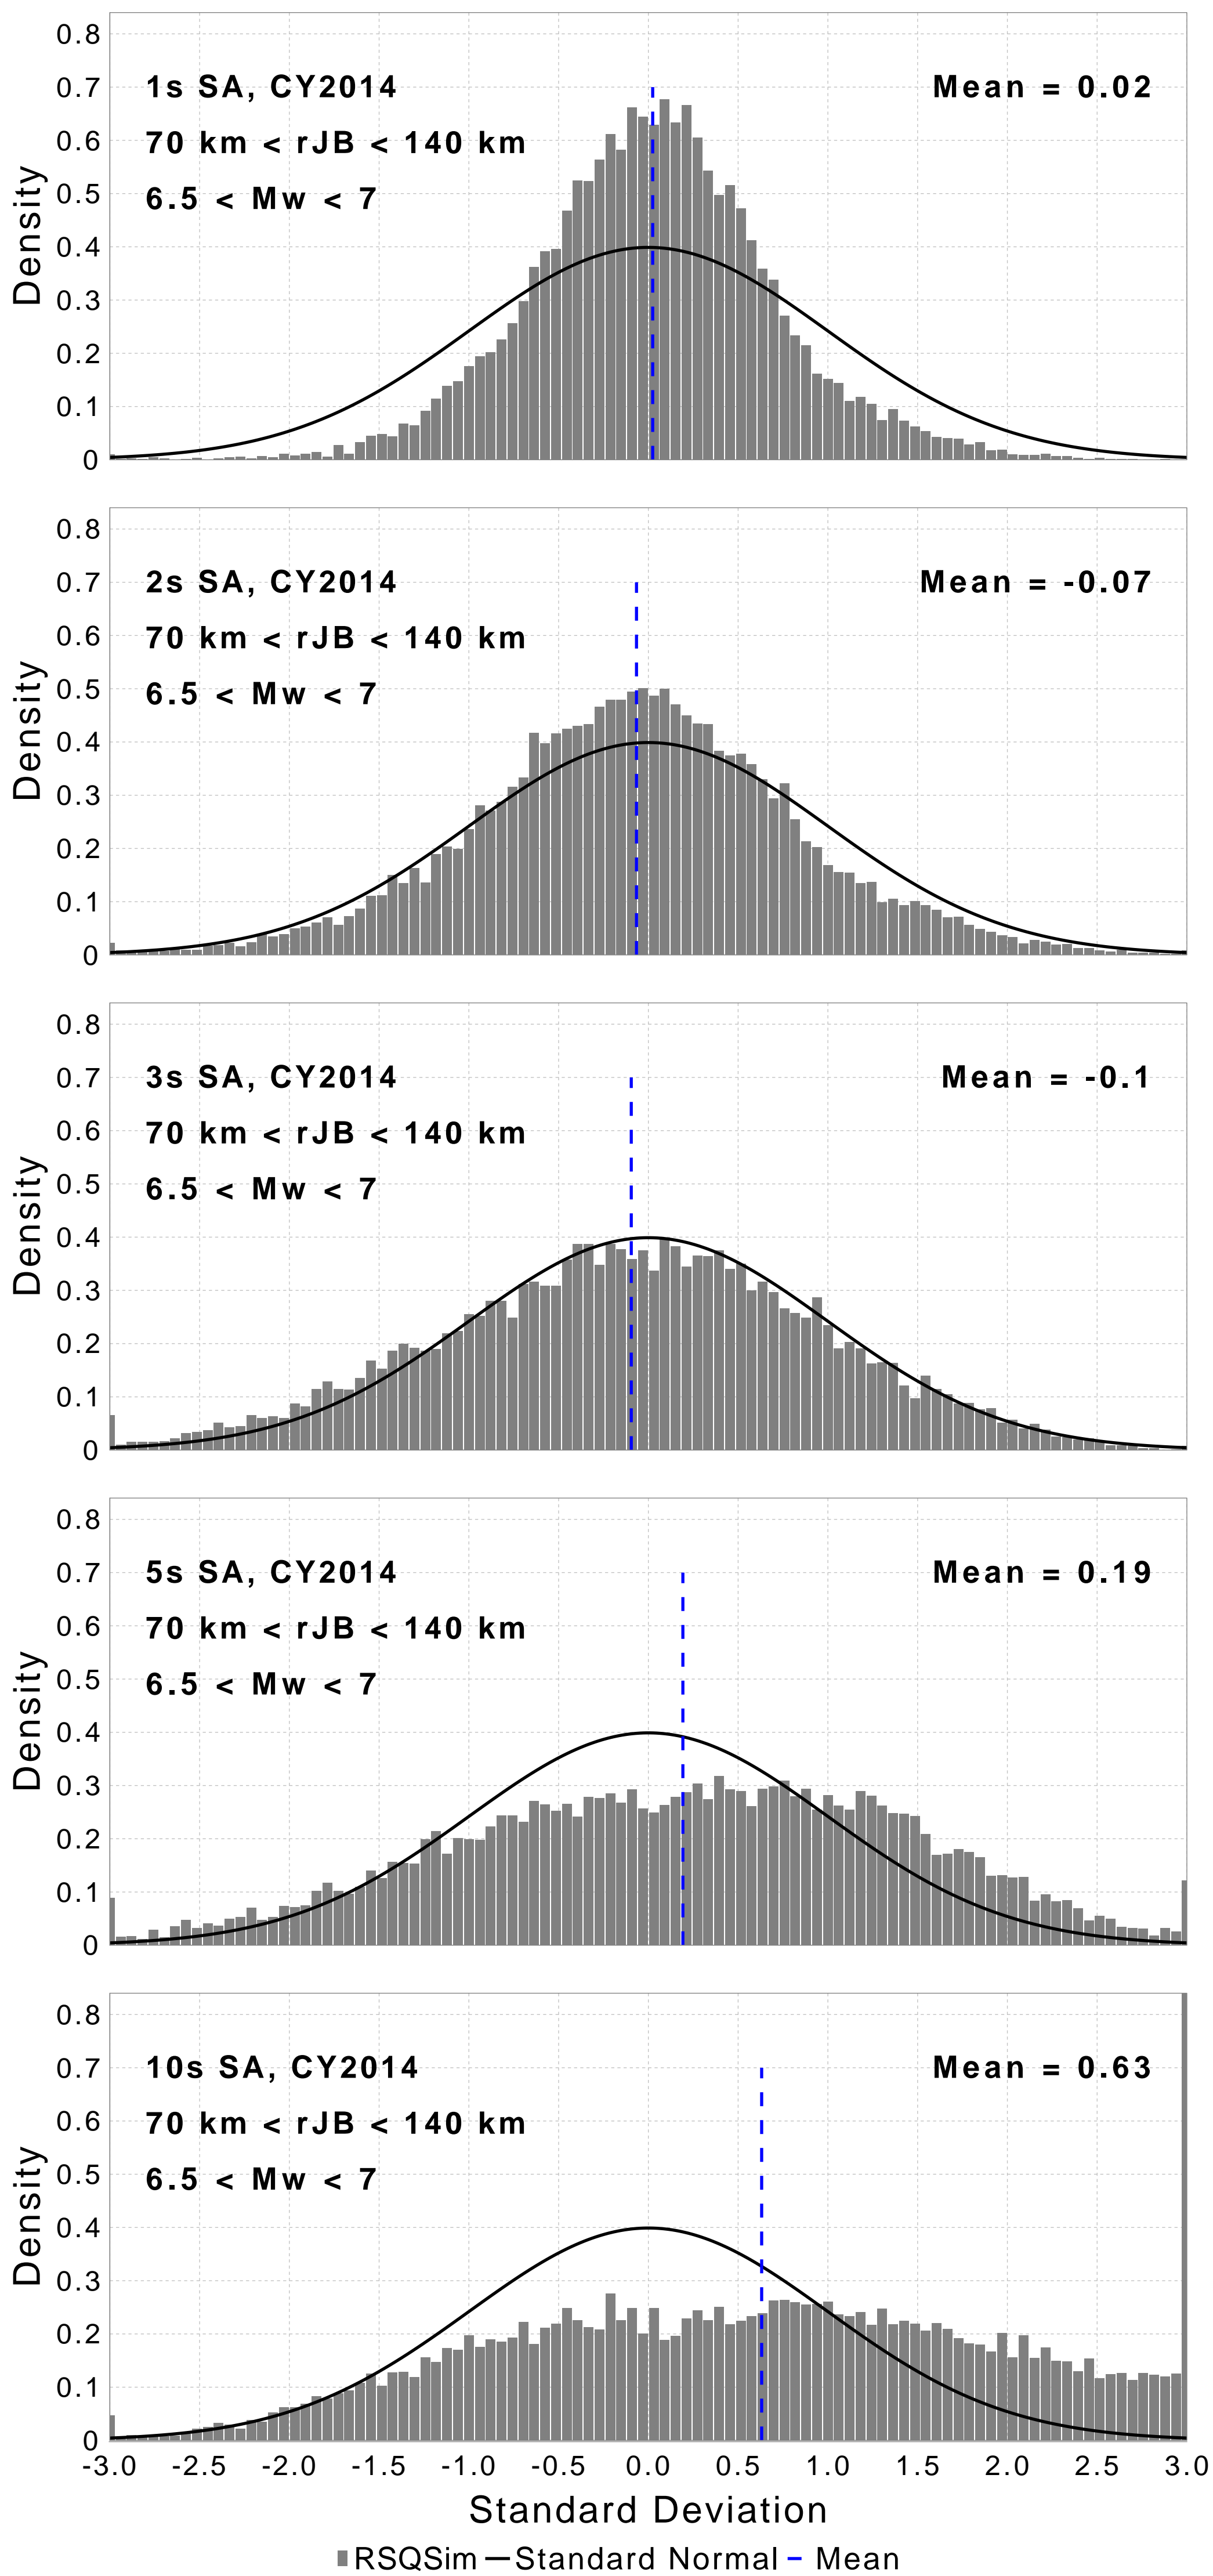 0.8
1s SA, CY2014 Mean = 0.02
0.7
70 km < rJB < 140 km
0.6
6.5 < Mw < 7
0.5
0.4
0.3
0.2
0.1
0
Density
0.8
2s SA, CY2014 Mean = -0.07
0.7
70 km < rJB < 140 km
0.6
6.5 < Mw < 7
0.5
0.4
0.3
0.2
0.1
0
Density
0.8
3s SA, CY2014 Mean = -0.1
0.7
70 km < rJB < 140 km
0.6
6.5 < Mw < 7
0.5
0.4
0.3
0.2
0.1
0
Density
0.8
5s SA, CY2014 Mean = 0.19
0.7
70 km < rJB < 140 km
0.6
6.5 < Mw < 7
0.5
0.4
0.3
0.2
0.1
0
Density
0.8
10s SA, CY2014 Mean = 0.63
0.7
70 km < rJB < 140 km
0.6
6.5 < Mw < 7
0.5
0.4
0.3
0.2
0.1
0
Density
-3.0 -2.5 -2.0 -1.5 -1.0 -0.5 0.0 0.5 1.0 1.5 2.0 2.5 3.0
Standard Deviation
RSQSim Standard Normal Mean